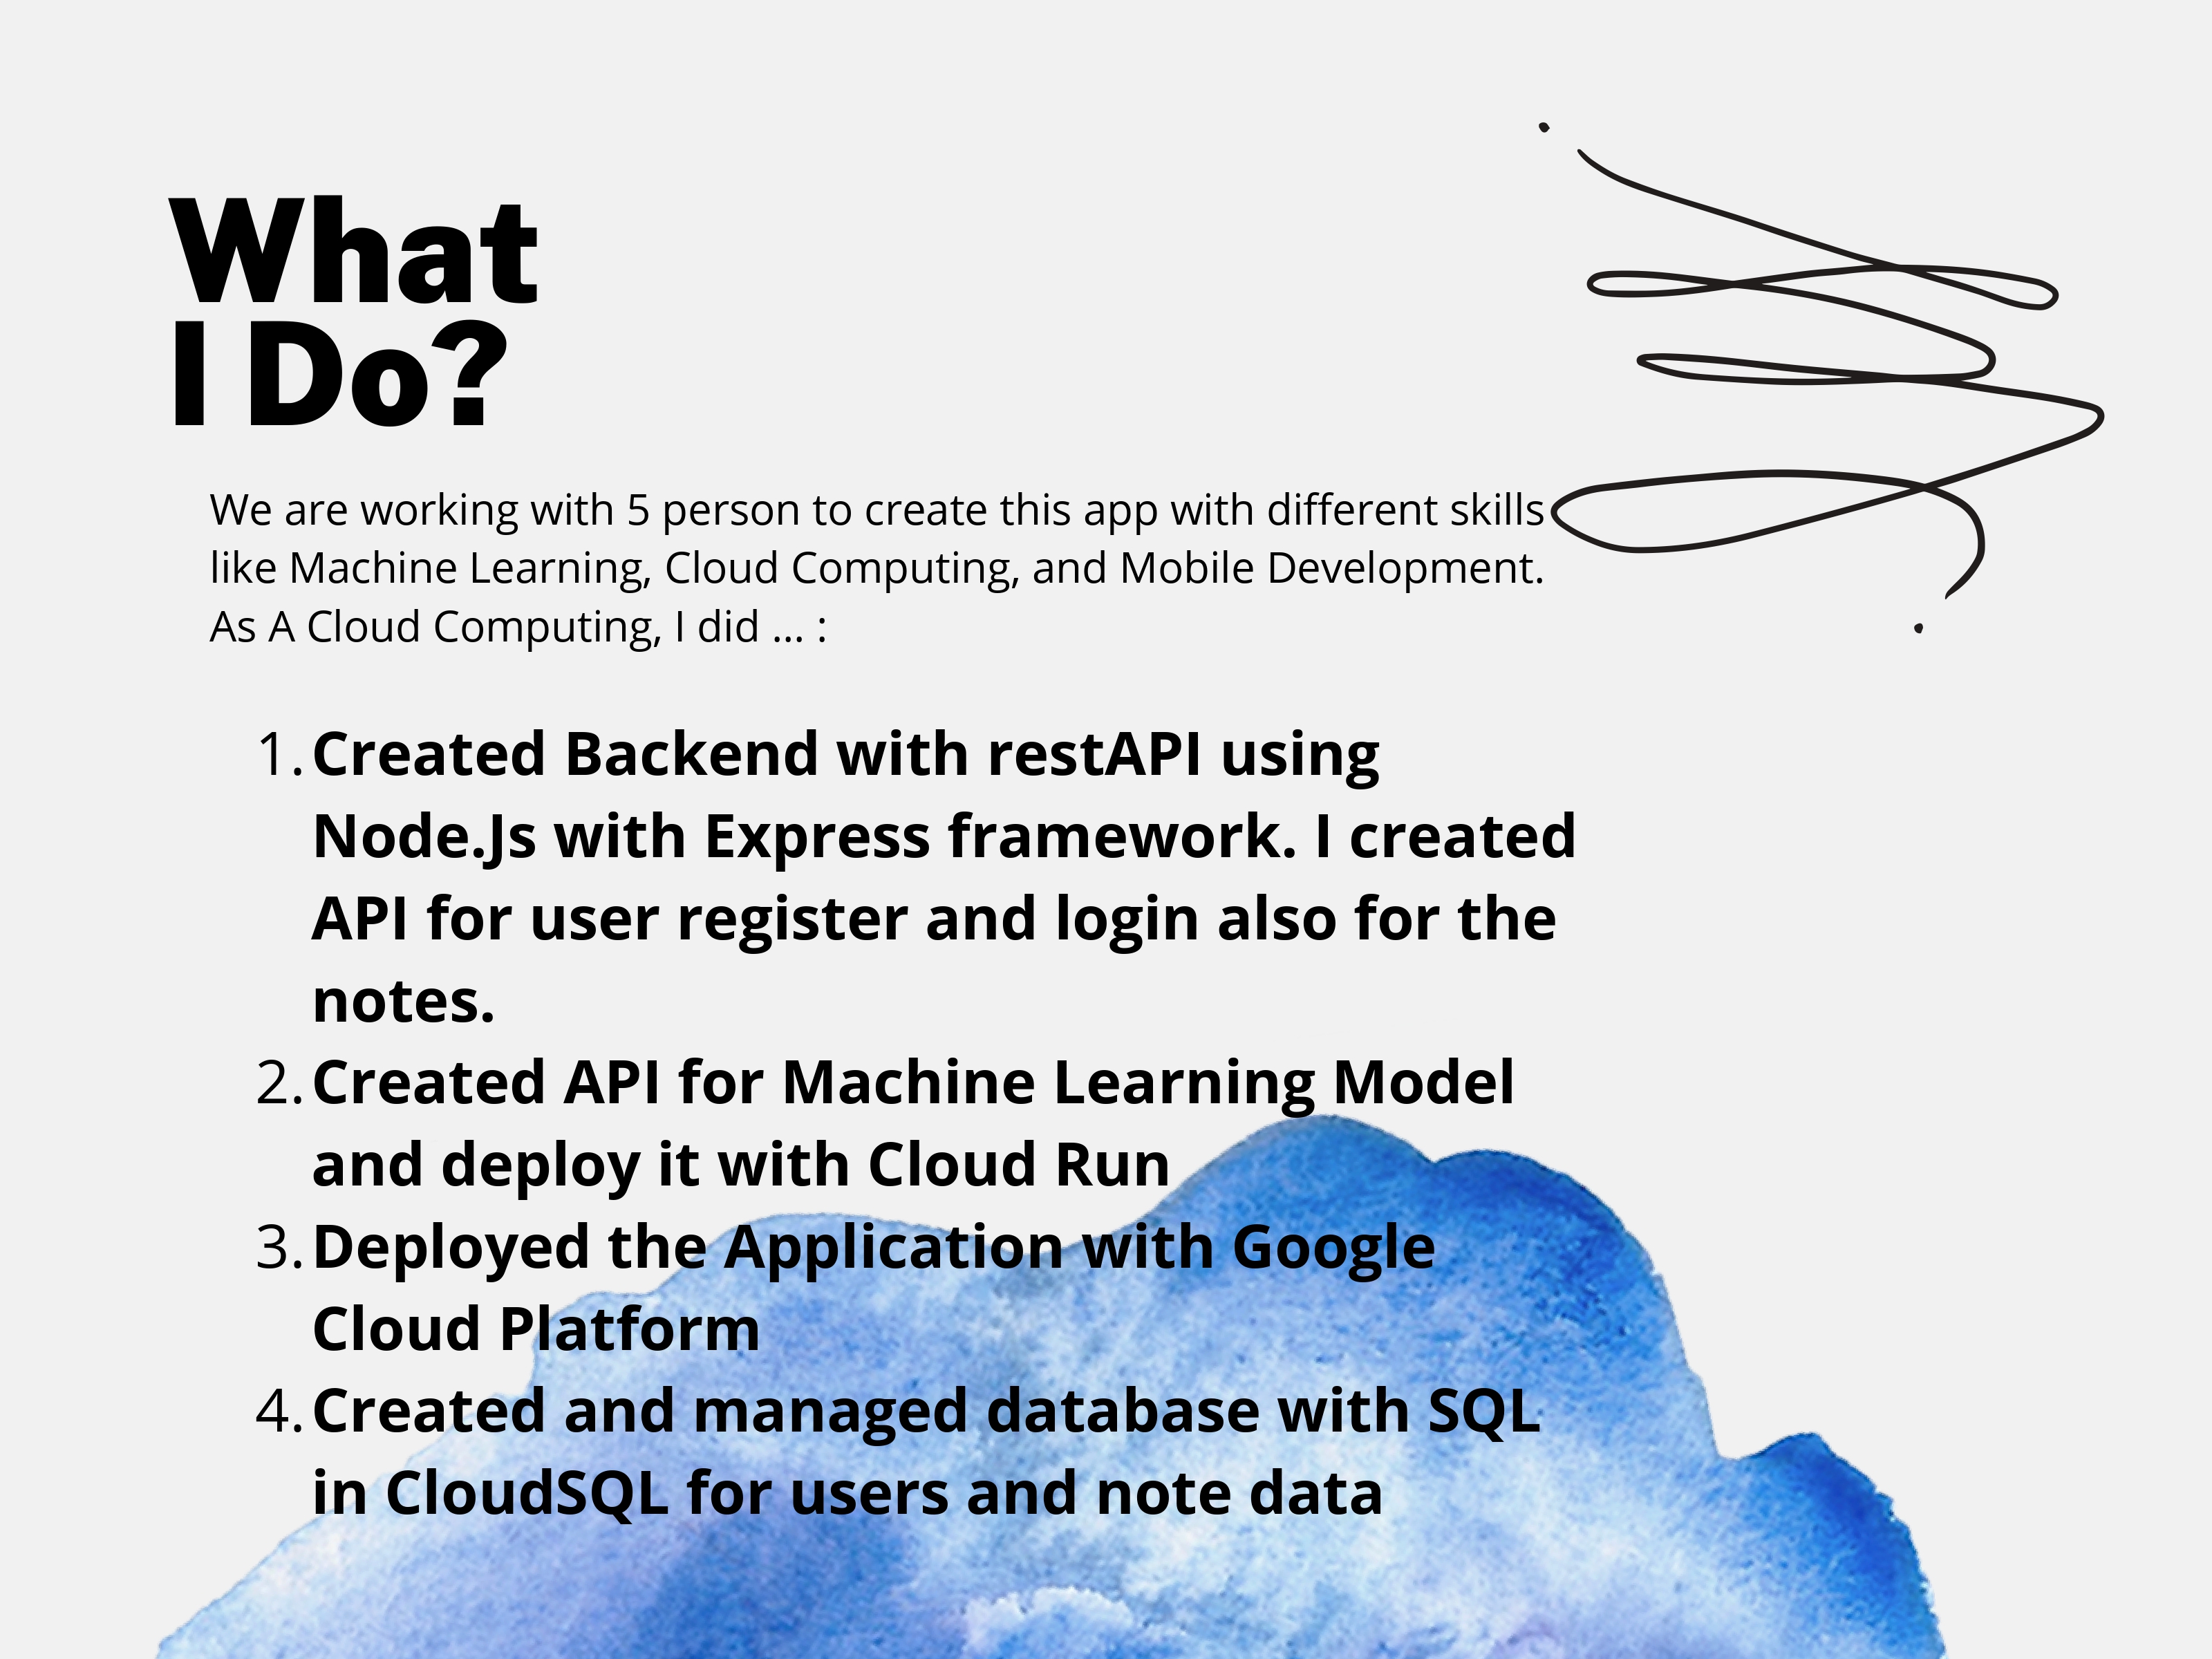 What
I Do?
We are working with 5 person to create this app with different skills
like Machine Learning, Cloud Computing, and Mobile Development.
As A Cloud Computing, I did ... :
1. Created Backend with restAPI using
Node.Js with Express framework. I created
API for user register and login also for the
notes.
2. Created API for Machine Learning Model
and deploy it with Cloud Run
3. Deployed the Application with Google
Cloud Platform
4. Created and managed database with SQL
in CloudSQL for users and note data